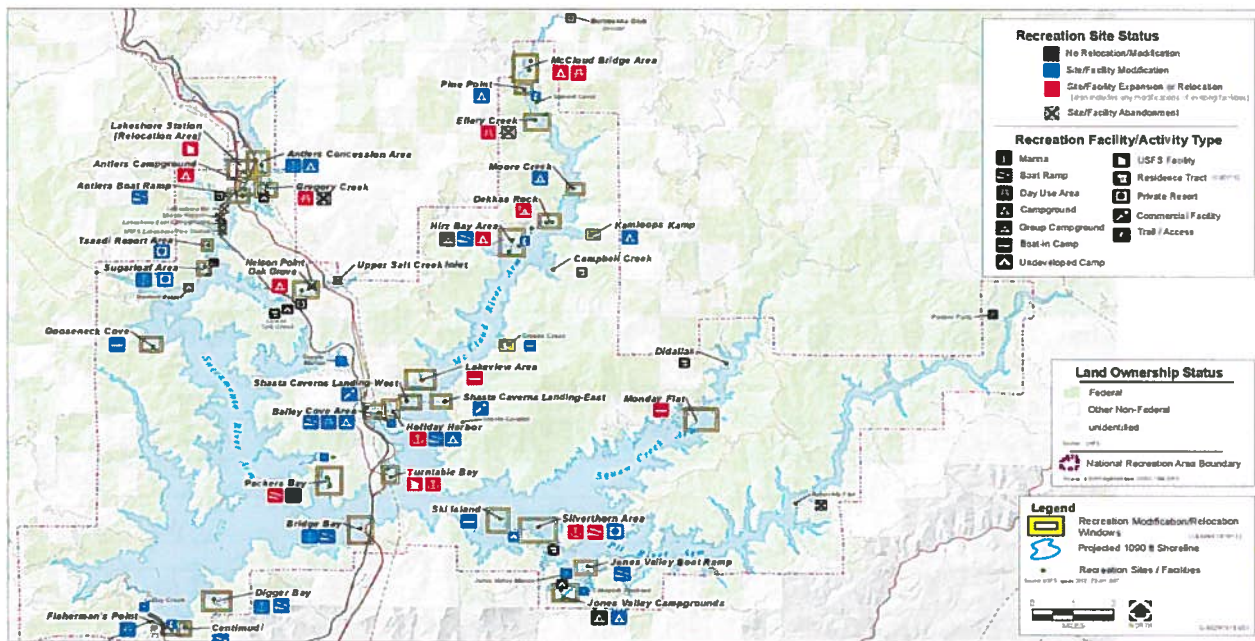 McCloud Bridge Area
Pine Point
Ellery Creek
Lakeshore Station
(Relocation Area)
Antlers Concession Area
Antlers Campground
Antlers Boat Ramp
Gregory Creek
Moore Creek
Dekkas Rock
Hirz Bay Area
Kamloops Kamp
Campbell Creek
Tsasdi Resort Area
Sugarloaf Area
Nelson Point
Oak Grove
Upper Salt Creek Inlet
Gooseneck Cove
Mc Cloud River Arm
Sacramento River Arm
Didallas
Lakeview Area
Shasta Caverns Landing-West
Shasta Caverns Landing-East
Monday Flat
Bailey Cove Area
Holiday Harbor
Squaw Creek
Packers Bay
Turntable Bay
Bridge Bay
Ski Island
Silverthorn Area
Pit River Arm
Jones Valley Boat Ramp
Jones Valley Campgrounds
Digger Bay
Fisherman's Point
Centimudi
Recreation Site Status
No Relocation/Modification
Site/Facility Modification
Site/Facility Expansion or Relocation
Site/Facility Abandonment
Recreation Facility/Activity Type
Marina
Boat Ramp
Day Use Area
Campground
Group Campground
Boat-in Camp
Undeveloped Camp
USFS Facility
Residence Tract
Private Resort
Commercial Facility
Trail / Access
Land Ownership Status
Federal
Other Non-Federal
unidentified
National Recreation Area Boundary
Legend
Recreation Modification/Relocation
Windows
Projected 1090 ft Shoreline
Recreation Sites / Facilities
MILES
NORTH